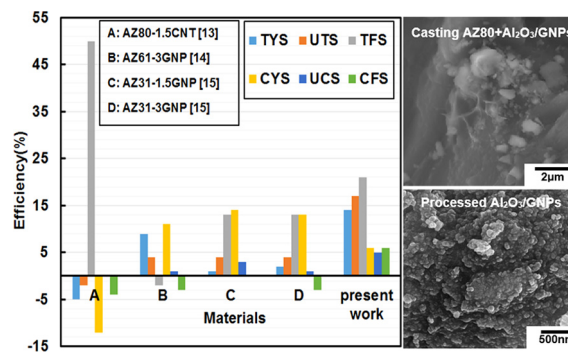 55
45
35
25
15
5
-5
-15
Efficiency(%)
A: AZ80-1.5CNT [13]
B: AZ61-3GNP [14]
C: AZ31-1.5GNP [15]
D: AZ31-3GNP [15]
TYS UTS TFS
CYS UCS CFS
A B C D present
work
Materials
Casting AZ80+Al₂O₃/GNPs
2μm
Processed Al₂O₃/GNPs
500nm